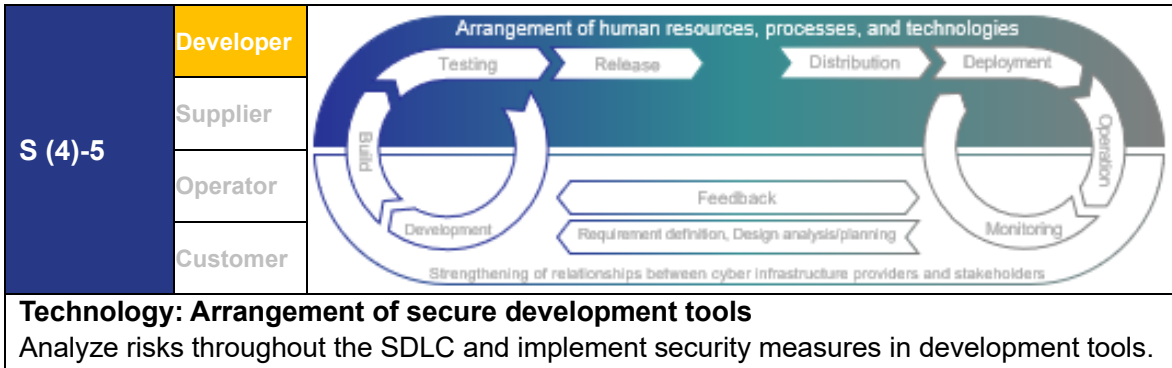 S (4)-5
Developer
Supplier
Operator
Customer
Arrangement of human resources, processes, and technologies
Testing
Release
Distribution
Deployment
Build
Operation
Feedback
Development
Requirement definition, Design analysis/planning
Monitoring
Strengthening of relationships between cyber infrastructure providers and stakeholders
Technology: Arrangement of secure development tools
Analyze risks throughout the SDLC and implement security measures in development tools.